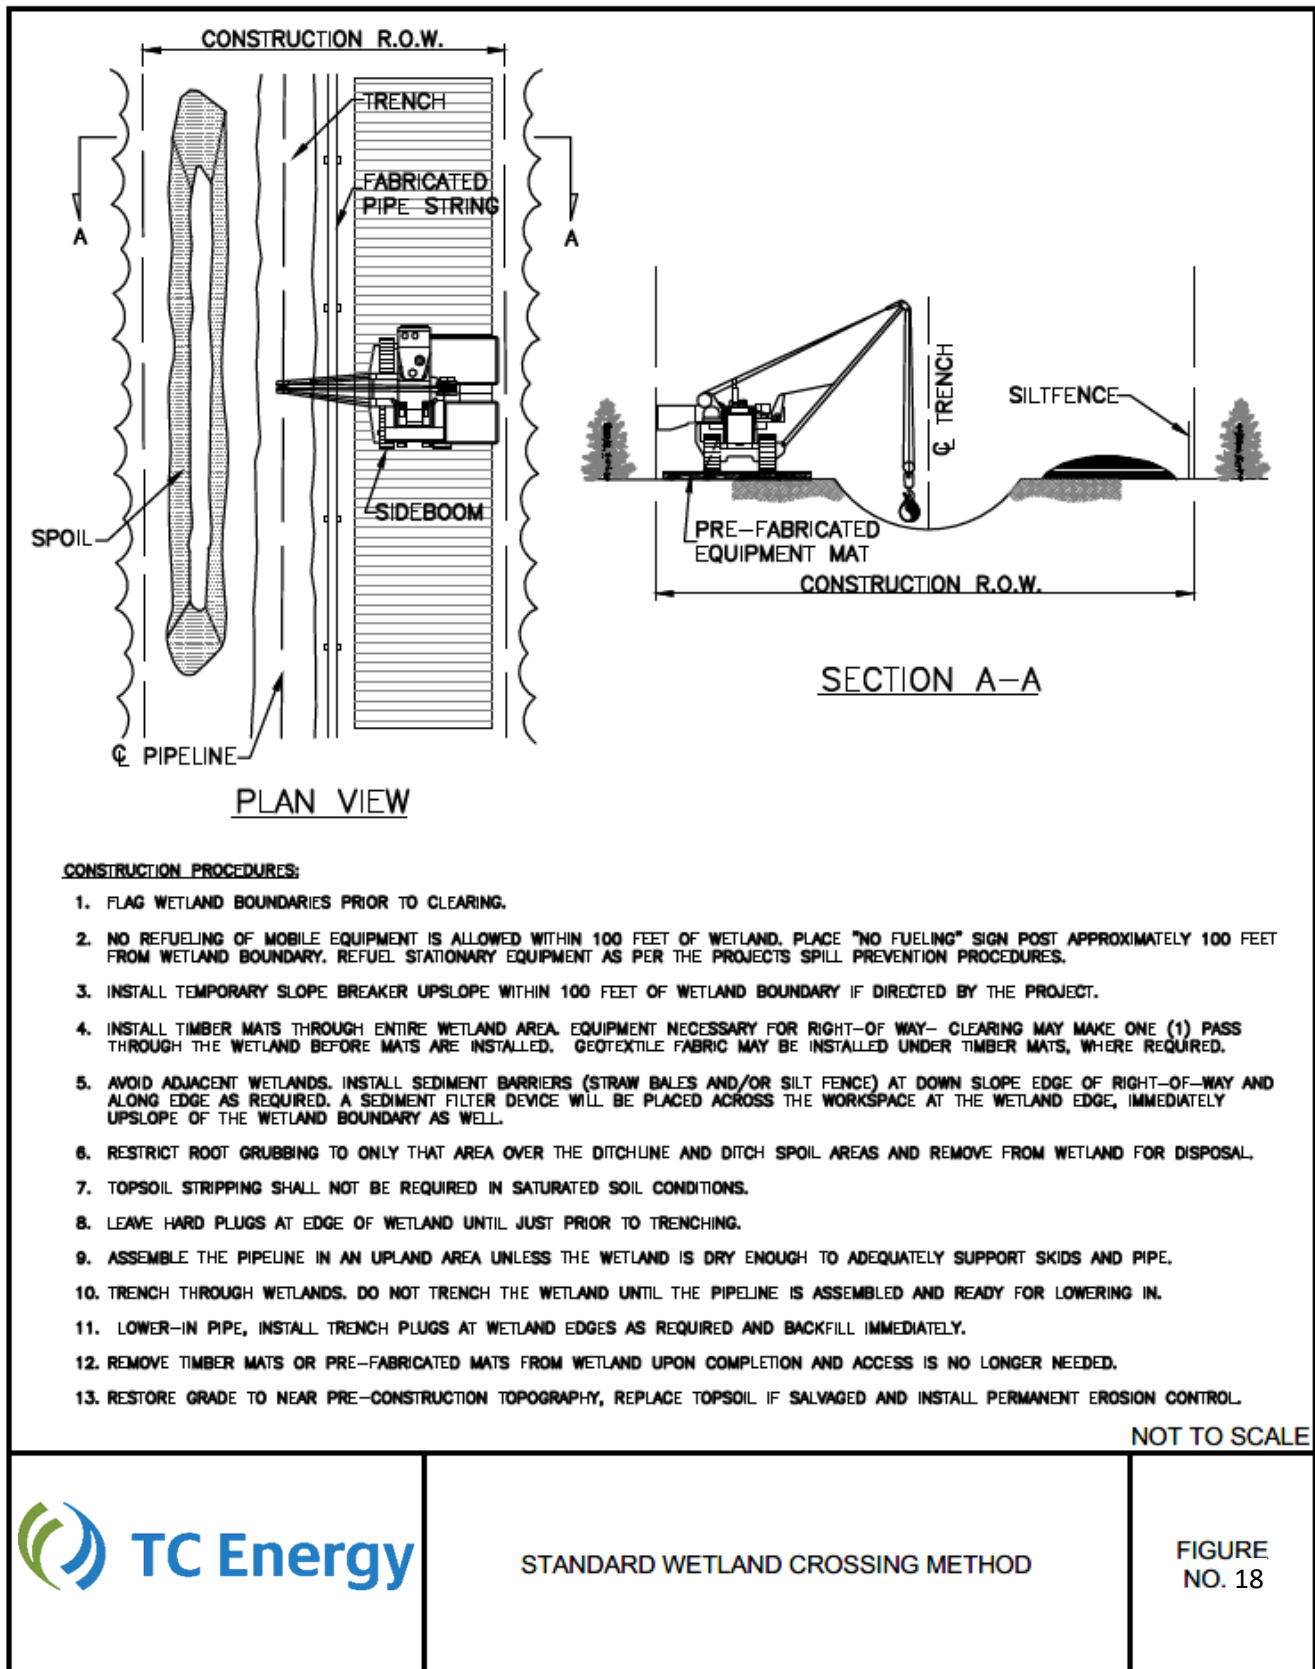 CONSTRUCTION R.O.W.
TRENCH
FABRICATED
PIPE STRING
A
A
SIDEBOOM
SPOIL
℄ PIPELINE
PLAN VIEW
℄ TRENCH
SILTFENCE
PRE-FABRICATED
EQUIPMENT MAT
CONSTRUCTION R.O.W.
SECTION A-A
CONSTRUCTION PROCEDURES:
1. FLAG WETLAND BOUNDARIES PRIOR TO CLEARING.
2. NO REFUELING OF MOBILE EQUIPMENT IS ALLOWED WITHIN 100 FEET OF WETLAND. PLACE "NO FUELING" SIGN POST APPROXIMATELY 100 FEET
FROM WETLAND BOUNDARY. REFUEL STATIONARY EQUIPMENT AS PER THE PROJECTS SPILL PREVENTION PROCEDURES.
3. INSTALL TEMPORARY SLOPE BREAKER UPSLOPE WITHIN 100 FEET OF WETLAND BOUNDARY IF DIRECTED BY THE PROJECT.
4. INSTALL TIMBER MATS THROUGH ENTIRE WETLAND AREA. EQUIPMENT NECESSARY FOR RIGHT-OF WAY- CLEARING MAY MAKE ONE (1) PASS
THROUGH THE WETLAND BEFORE MATS ARE INSTALLED. GEOTEXTILE FABRIC MAY BE INSTALLED UNDER TIMBER MATS, WHERE REQUIRED.
5. AVOID ADJACENT WETLANDS. INSTALL SEDIMENT BARRIERS (STRAW BALES AND/OR SILT FENCE) AT DOWN SLOPE EDGE OF RIGHT-OF-WAY AND
ALONG EDGE AS REQUIRED. A SEDIMENT FILTER DEVICE WILL BE PLACED ACROSS THE WORKSPACE AT THE WETLAND EDGE, IMMEDIATELY
UPSLOPE OF THE WETLAND BOUNDARY AS WELL.
6. RESTRICT ROOT GRUBBING TO ONLY THAT AREA OVER THE DITCHLINE AND DITCH SPOIL AREAS AND REMOVE FROM WETLAND FOR DISPOSAL.
7. TOPSOIL STRIPPING SHALL NOT BE REQUIRED IN SATURATED SOIL CONDITIONS.
8. LEAVE HARD PLUGS AT EDGE OF WETLAND UNTIL JUST PRIOR TO TRENCHING.
9. ASSEMBLE THE PIPELINE IN AN UPLAND AREA UNLESS THE WETLAND IS DRY ENOUGH TO ADEQUATELY SUPPORT SKIDS AND PIPE.
10. TRENCH THROUGH WETLANDS. DO NOT TRENCH THE WETLAND UNTIL THE PIPELINE IS ASSEMBLED AND READY FOR LOWERING IN.
11. LOWER-IN PIPE, INSTALL TRENCH PLUGS AT WETLAND EDGES AS REQUIRED AND BACKFILL IMMEDIATELY.
12. REMOVE TIMBER MATS OR PRE-FABRICATED MATS FROM WETLAND UPON COMPLETION AND ACCESS IS NO LONGER NEEDED.
13. RESTORE GRADE TO NEAR PRE-CONSTRUCTION TOPOGRAPHY, REPLACE TOPSOIL IF SALVAGED AND INSTALL PERMANENT EROSION CONTROL.
NOT TO SCALE
TC Energy
STANDARD WETLAND CROSSING METHOD
FIGURE
NO. 18